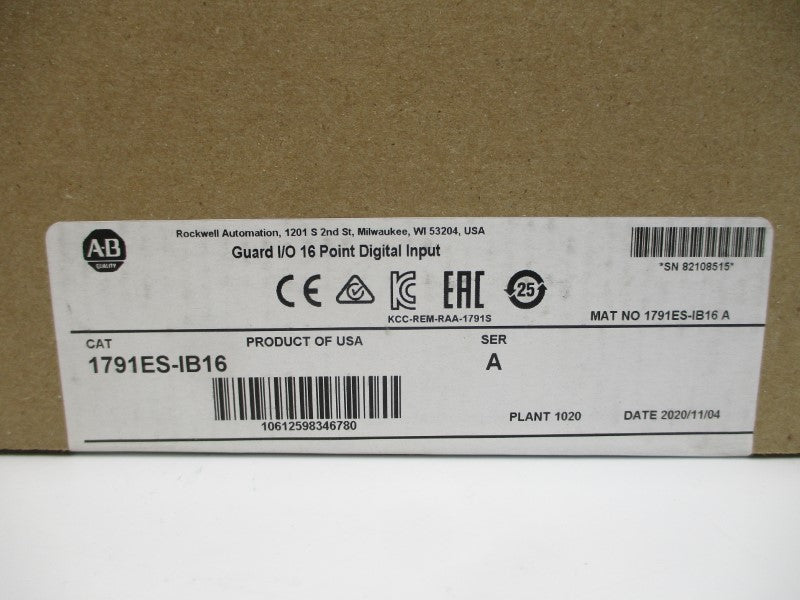 Rockwell Automation, 1201 S 2nd St, Milwaukee, WI 53204, USA
A-B
QUALITY
Guard I/O 16 Point Digital Input
*SN 82108515*
CE
KC
EAC
25
KCC-REM-RAA-1791S
MAT NO 1791ES-IB16 A
CAT
PRODUCT OF USA
SER
1791ES-IB16
A
10612598346780
PLANT 1020
DATE 2020/11/04